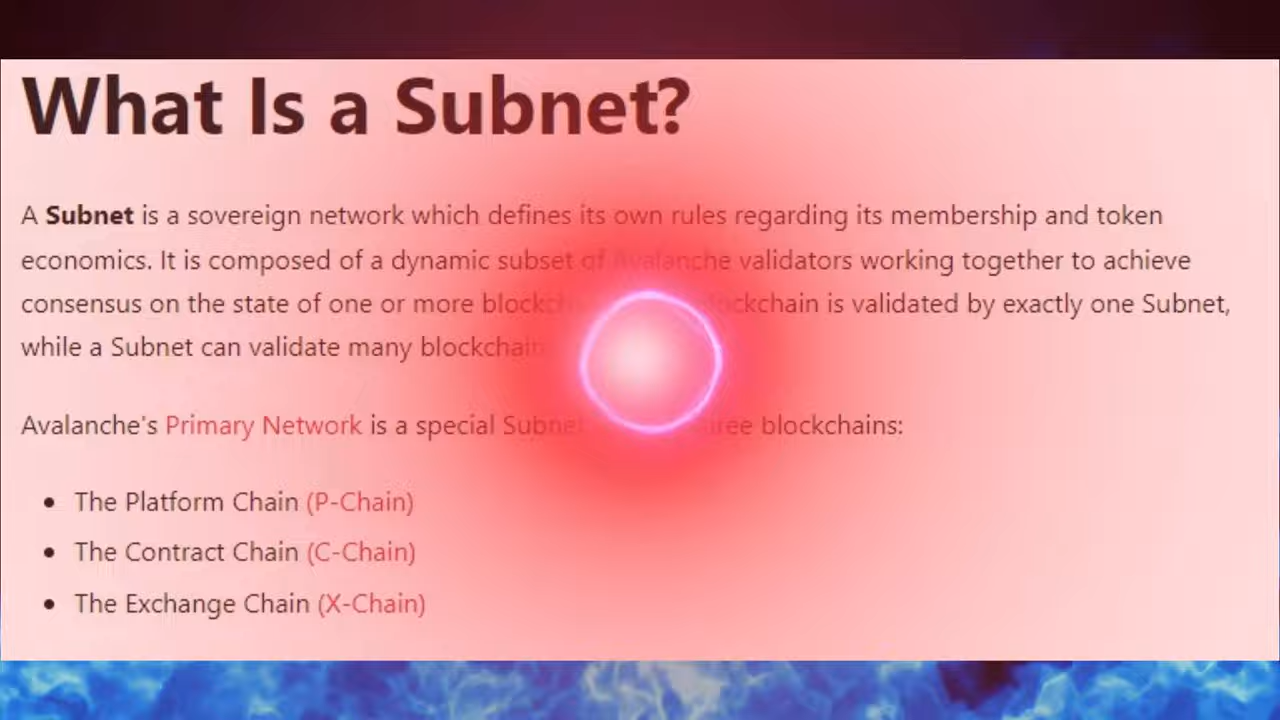 What Is a Subnet?
A Subnet is a sovereign network which defines its own rules regarding its membership and token
economics. It is composed of a dynamic subset of Avalanche validators working together to achieve
consensus on the state of one or more blockchain is validated by exactly one Subnet,
while a Subnet can validate many
Avalanche's Primary Network is a special Subnet blockchains:
• The Platform Chain (P-Chain)
• The Contract Chain (C-Chain)
• The Exchange Chain (X-Chain)